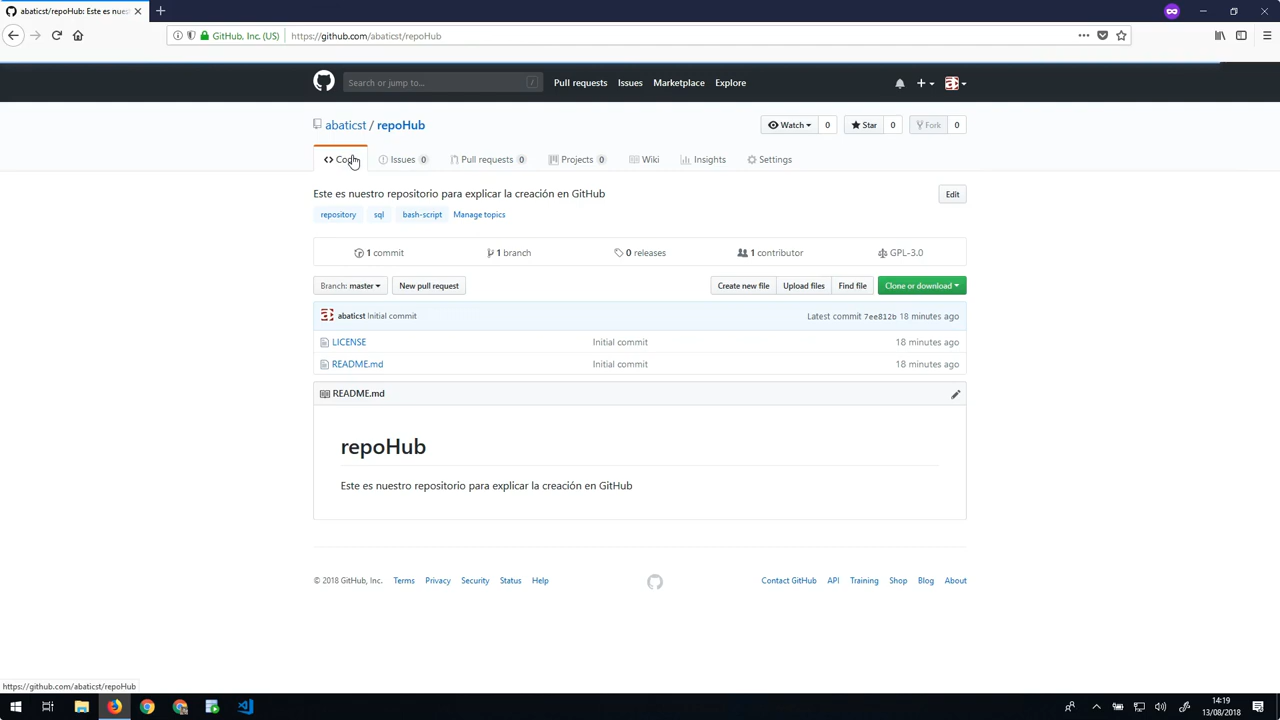 abaticst/repoHub: Este es nues
GitHub, Inc. (US) https://github.com/abaticst/repoHub
Search or jump to... / Pull requests Issues Marketplace Explore
abaticst / repoHub Watch 0 Star 0 Fork 0
Issues 0 Pull requests 0 Projects 0 Wiki Insights Settings
Este es nuestro repositorio para explicar la creación en GitHub Edit
repository sql bash-script Manage topics
1 commit 1 branch 0 releases 1 contributor GPL-3.0
Branch: master New pull request Create new file Upload files Find file Clone or download
abaticst Initial commit Latest commit 7ee812b 18 minutes ago
LICENSE Initial commit 18 minutes ago
README.md Initial commit 18 minutes ago
README.md
repoHub
Este es nuestro repositorio para explicar la creación en GitHub
© 2018 GitHub, Inc. Terms Privacy Security Status Help Contact GitHub API Training Shop Blog About
https://github.com/abaticst/repoHub
14:19
13/08/2018